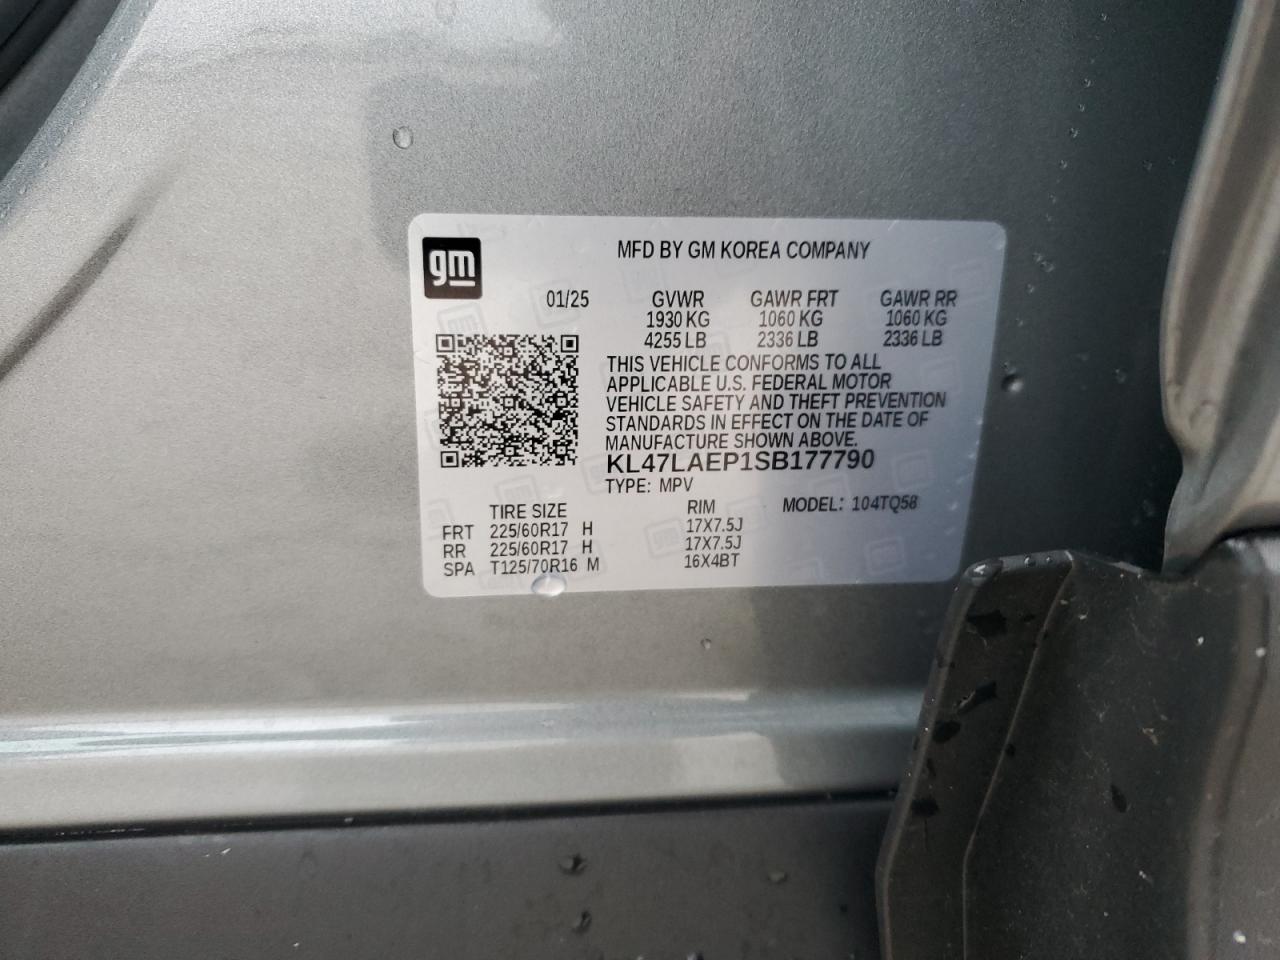 gm
MFD BY GM KOREA COMPANY
01/25 GVWR GAWR FRT GAWR RR
1930 KG 1060 KG 1060 KG
4255 LB 2336 LB 2336 LB
THIS VEHICLE CONFORMS TO ALL
APPLICABLE U.S. FEDERAL MOTOR
VEHICLE SAFETY AND THEFT PREVENTION
STANDARDS IN EFFECT ON THE DATE OF
MANUFACTURE SHOWN ABOVE.
KL47LAEP1SB177790
TYPE: MPV
TIRE SIZE RIM MODEL: 104TQ58
FRT 225/60R17 H 17X7.5J
RR 225/60R17 H 17X7.5J
SPA T125/70R16 M 16X4BT